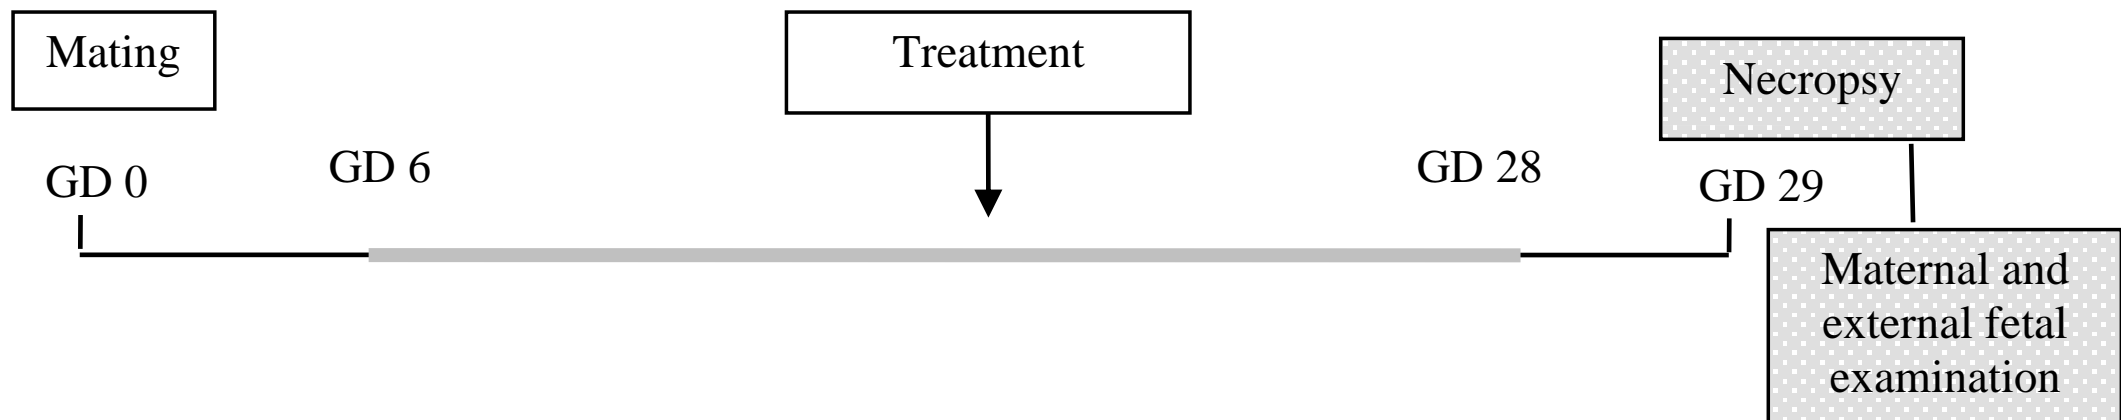 Mating
Treatment
Necropsy
GD 0
GD 6
GD 28
GD 29
Maternal and
external fetal
examination